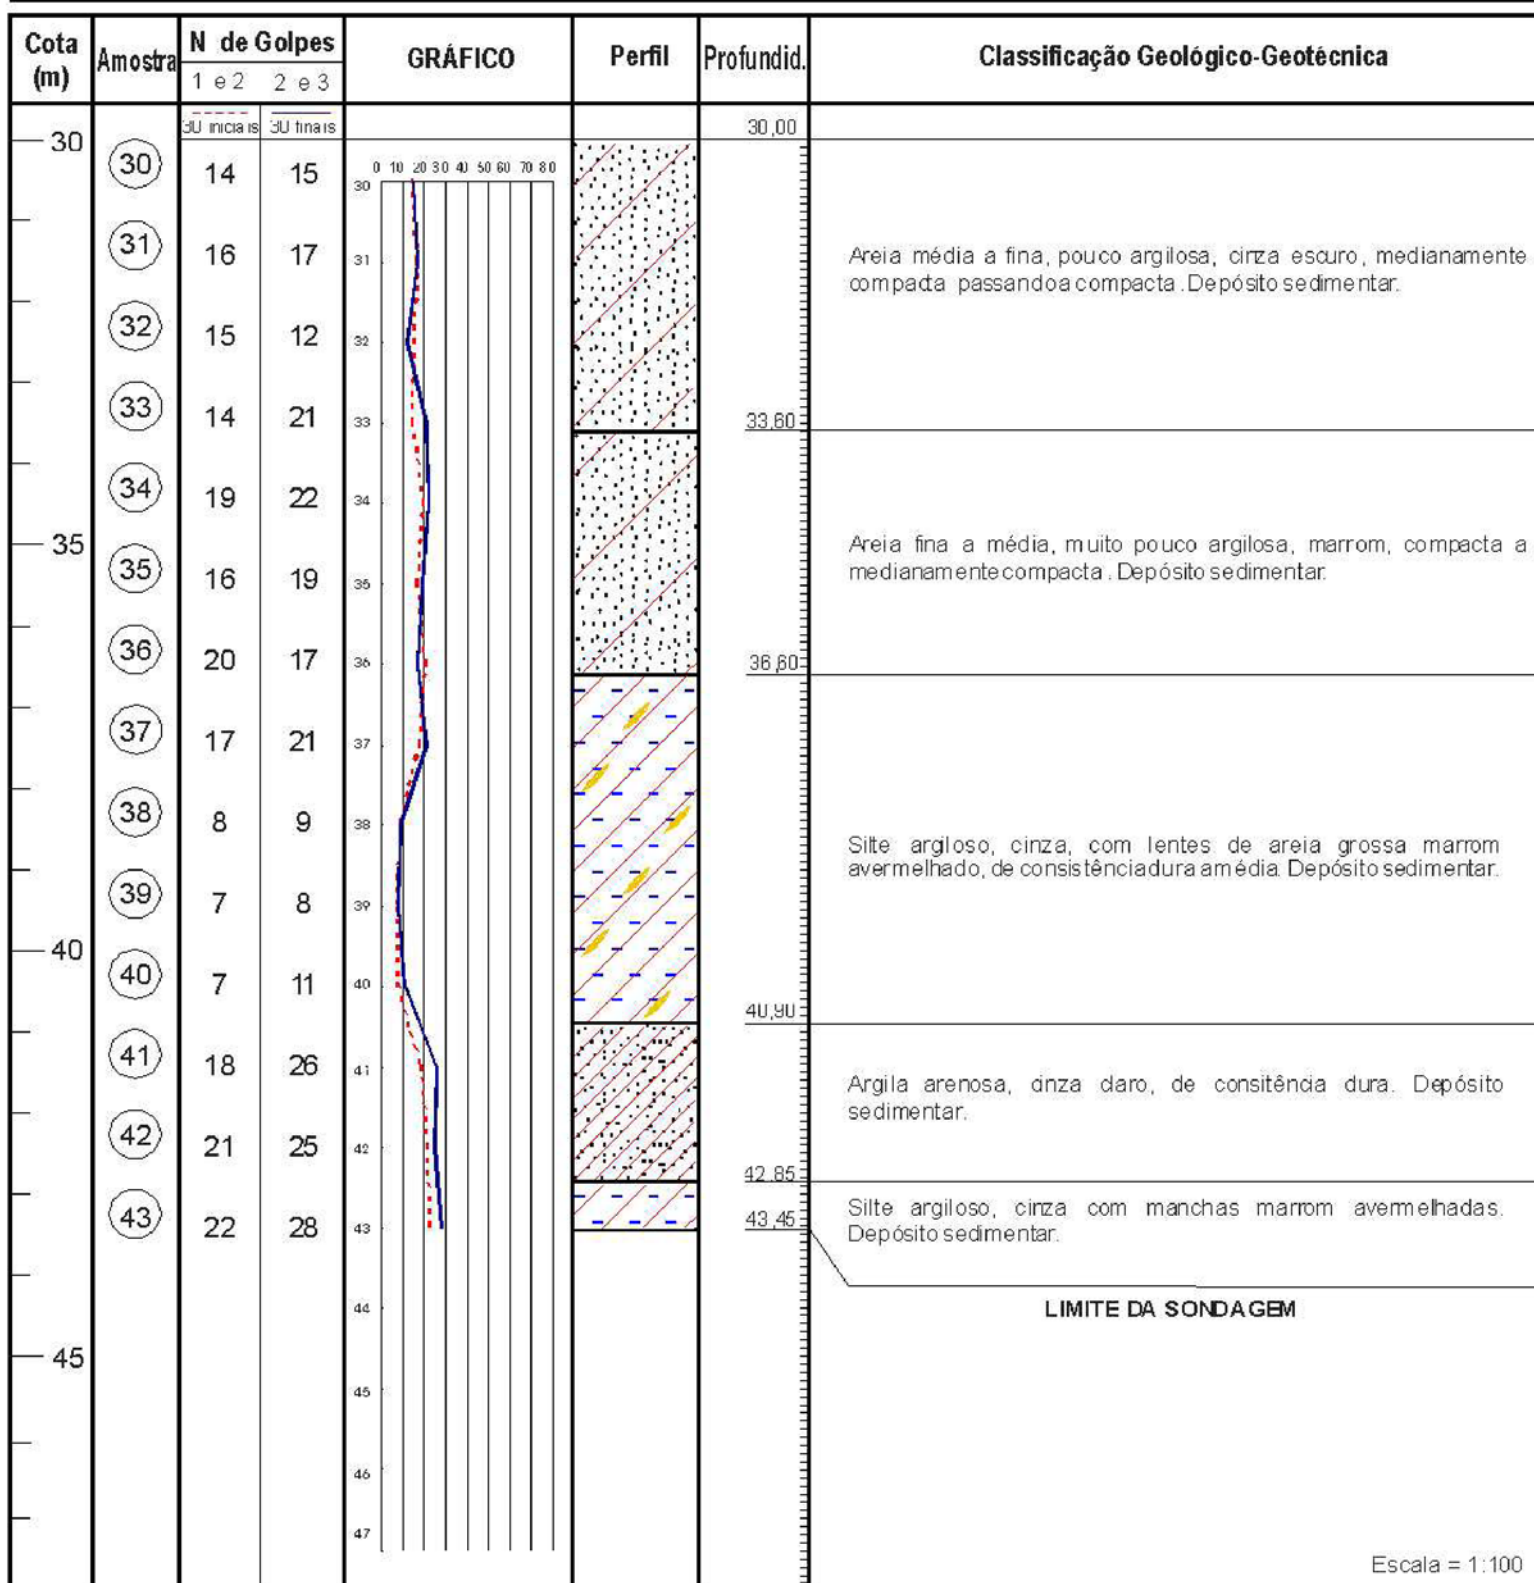 Cota (m) Amostra N de Golpes GRÁFICO Perfil Profundid. Classificação Geológico-Geotécnica
1 e 2 2 e 3
30 iniciais 30 finais
30 30,00
0 10 20 30 40 50 60 70 80
30 14 15 30
31 16 17 31
Areia média a fina, pouco argilosa, cinza escuro, medianamente
compacta passandoa compacta. Depósito sedimentar.
32 15 12 32
33 14 21 33 33,60
34 19 22 34
35
Areia fina a média, muito pouco argilosa, marrom, compacta a
medianamente compacta. Depósito sedimentar.
35 16 19 35
36 20 17 36 36,60
37 17 21 37
38 8 9 38
Silte argiloso, cinza, com lentes de areia grossa marrom
avermelhado, de consistênciadura amédia. Depósito sedimentar.
39 7 8 39
40
40 7 11 40 40,90
41 18 26 41
Argila arenosa, cinza claro, de consitência dura. Depósito
sedimentar.
42 21 25 42 42.85
43 22 28 43 43,45
Silte argiloso, cinza com manchas marrom avermelhadas.
Depósito sedimentar.
44
LIMITE DA SONDAGEM
45
45
46
47
Escala = 1:100